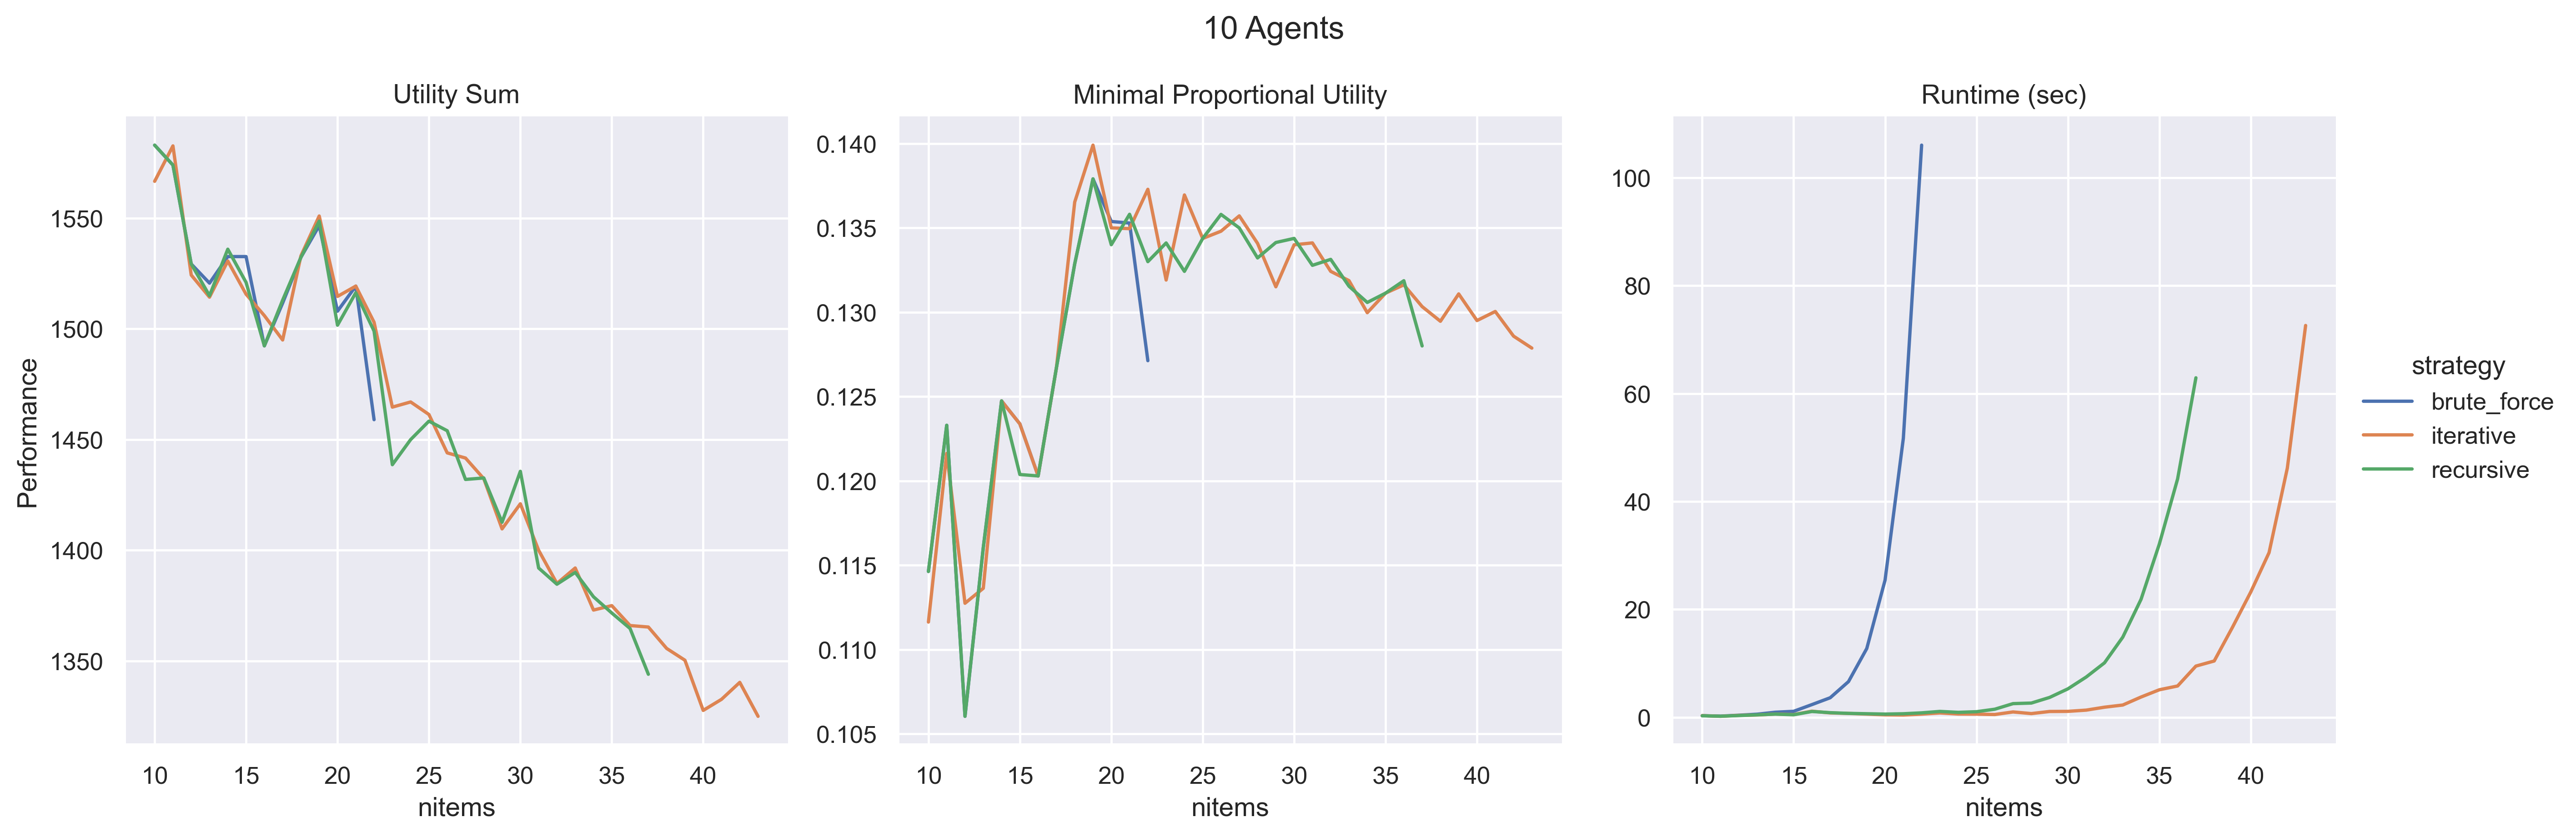 10 Agents
Utility Sum
Performance
1550
1500
1450
1400
1350
10 15 20 25 30 35 40
nitems
Minimal Proportional Utility
0.140
0.135
0.130
0.125
0.120
0.115
0.110
0.105
10 15 20 25 30 35 40
nitems
Runtime (sec)
100
80
60
40
20
0
10 15 20 25 30 35 40
nitems
strategy
brute_force
iterative
recursive